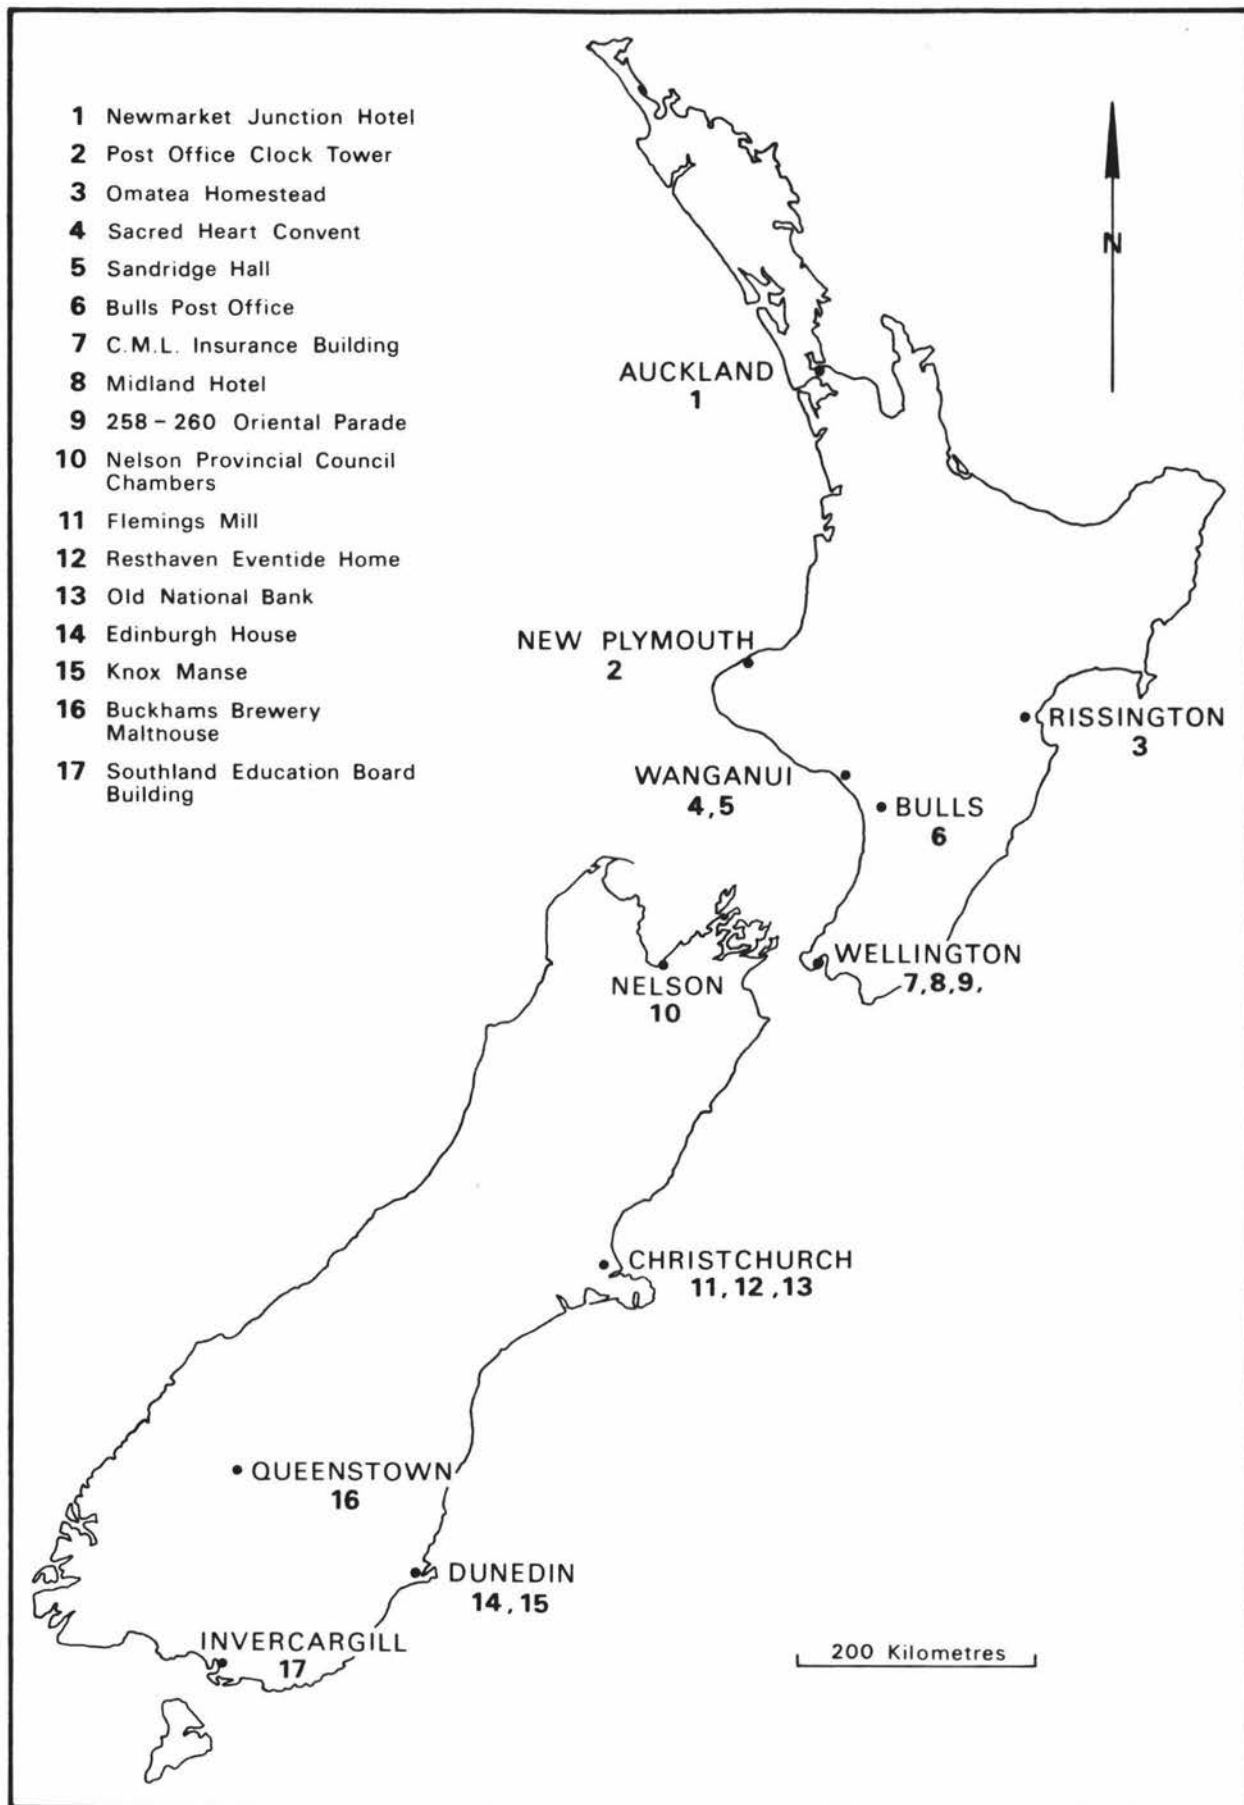 1 Newmarket Junction Hotel
2 Post Office Clock Tower
3 Omatea Homestead
4 Sacred Heart Convent
5 Sandridge Hall
6 Bulls Post Office
7 C.M.L. Insurance Building
8 Midland Hotel
9 258 – 260 Oriental Parade
10 Nelson Provincial Council
Chambers
11 Flemings Mill
12 Resthaven Eventide Home
13 Old National Bank
14 Edinburgh House
15 Knox Manse
16 Buckhams Brewery
Malthouse
17 Southland Education Board
Building
N
AUCKLAND
1
NEW PLYMOUTH
2
RISSINGTON
3
WANGANUI
4,5
BULLS
6
WELLINGTON
7,8,9,
NELSON
10
CHRISTCHURCH
11, 12 ,13
QUEENSTOWN
16
DUNEDIN
14 , 15
INVERCARGILL
17
200 Kilometres